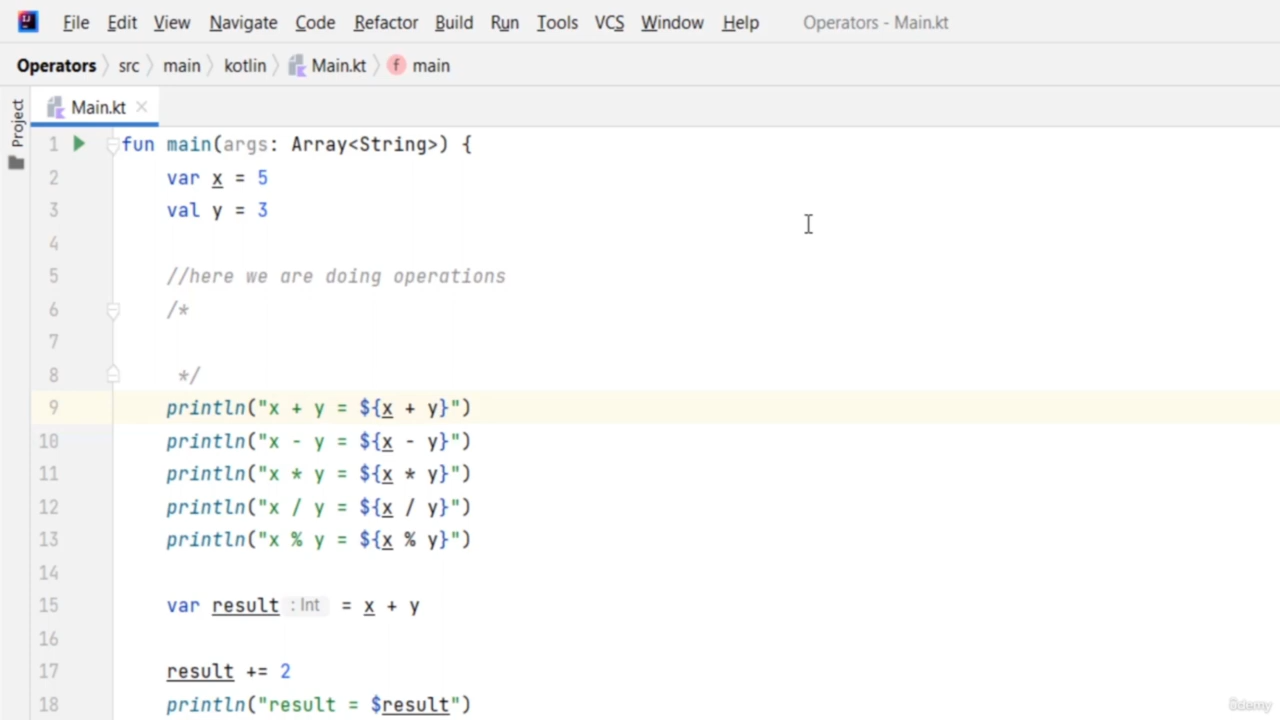 File Edit View Navigate Code Refactor Build Run Tools VCS Window Help Operators - Main.kt
Operators src main kotlin Main.kt f main
Project
Main.kt
1 fun main(args: Array<String>) {
2 var x = 5
3 val y = 3
4
5 //here we are doing operations
6 /*
7
8 */
9 println("x + y = ${x + y}")
10 println("x - y = ${x - y}")
11 println("x * y = ${x * y}")
12 println("x / y = ${x / y}")
13 println("x % y = ${x % y}")
14
15 var result : Int = x + y
16
17 result += 2
18 println("result = $result")
ûdemy